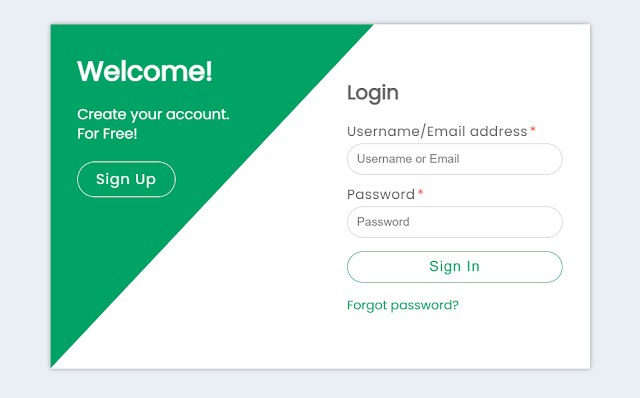 Welcome!
Create your account.
For Free!
Sign Up
Login
Username/Email address *
Username or Email
Password *
Password
Sign In
Forgot password?